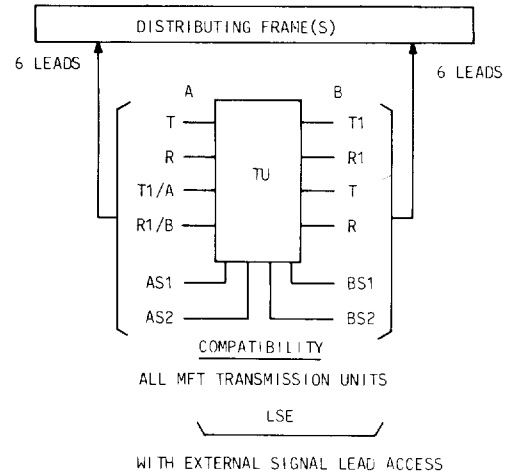 DISTRIBUTING FRAME(S)
6 LEADS
6 LEADS
A
B
T
T1
R
R1
TU
T1/A
T
R1/B
R
AS1
BS1
AS2
BS2
COMPATIBILITY
ALL MFT TRANSMISSION UNITS
LSE
WITH EXTERNAL SIGNAL LEAD ACCESS